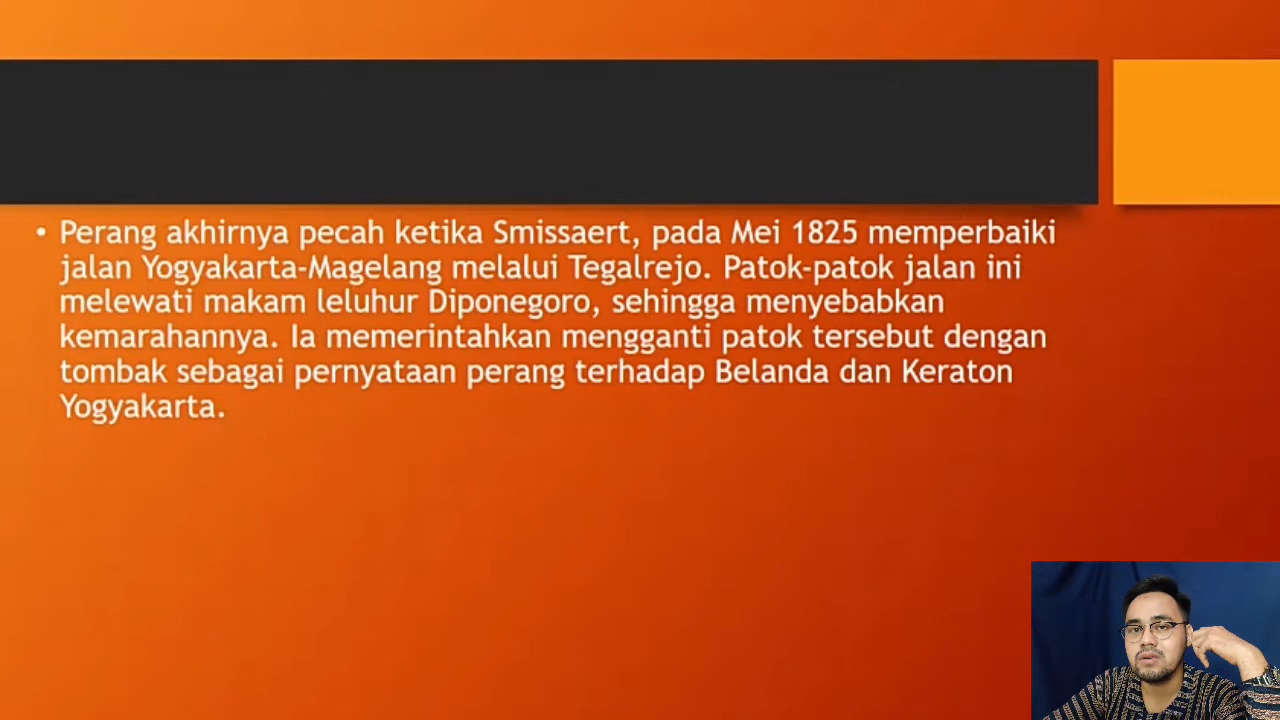 • Perang akhirnya pecah ketika Smissaert, pada Mei 1825 memperbaiki
jalan Yogyakarta-Magelang melalui Tegalrejo. Patok-patok jalan ini
melewati makam leluhur Diponegoro, sehingga menyebabkan
kemarahannya. Ia memerintahkan mengganti patok tersebut dengan
tombak sebagai pernyataan perang terhadap Belanda dan Keraton
Yogyakarta.